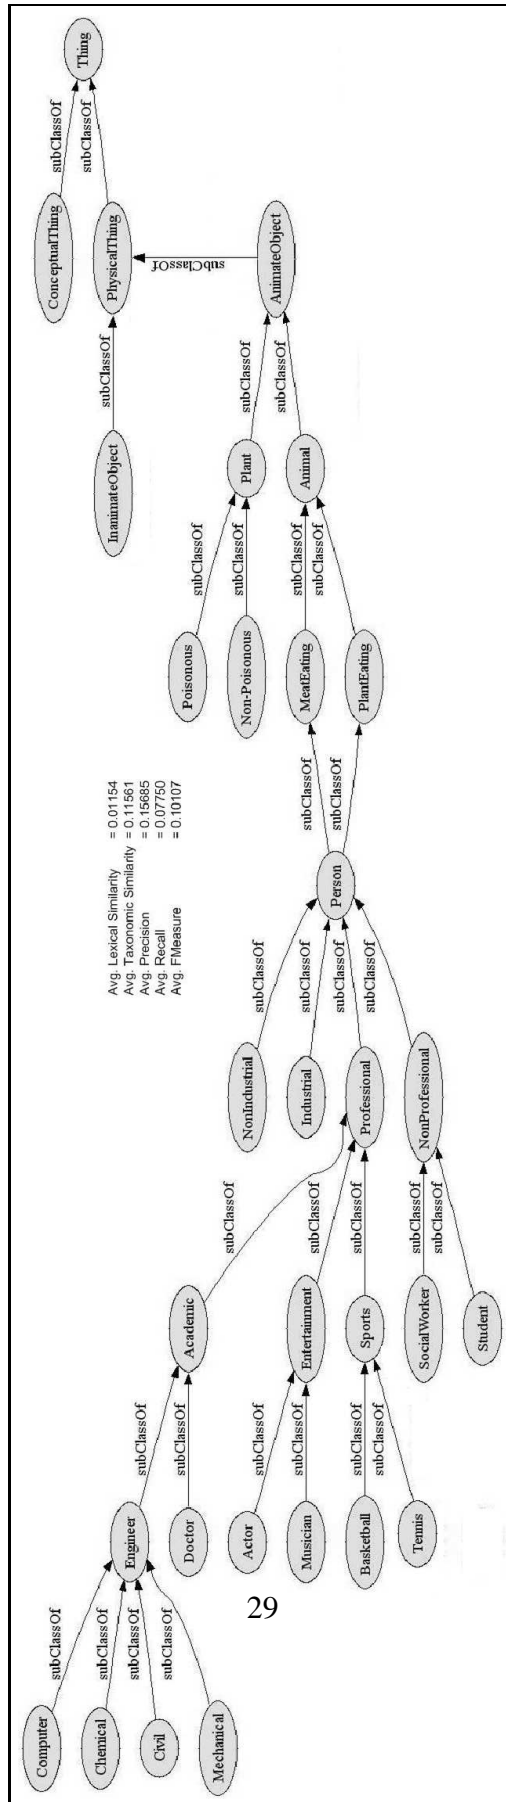 Thing
subClassOf
subClassOf
ConceptualThing
PhysicalThing
subClassOf
AnimateObject
subClassOf
InanimateObject
subClassOf
subClassOf
Plant
Animal
subClassOf
subClassOf
subClassOf
subClassOf
Poisonous
Non-Poisonous
MeatEating
PlantEating
subClassOf
subClassOf
Avg. Lexical Similarity = 0.01154
Avg. Taxonomic Similarity = 0.11561
Avg. Precision = 0.15685
Avg. Recall = 0.07750
Avg. FMeasure = 0.10107
Person
subClassOf
subClassOf
subClassOf
subClassOf
NonIndustrial
Industrial
Professional
NonProfessional
subClassOf
subClassOf
subClassOf
subClassOf
subClassOf
Academic
Entertainment
Sports
SocialWorker
Student
subClassOf
subClassOf
subClassOf
subClassOf
subClassOf
subClassOf
Engineer
Doctor
Actor
Musician
Basketball
Tennis
subClassOf
subClassOf
subClassOf
subClassOf
Computer
Chemical
Civil
Mechanical
29